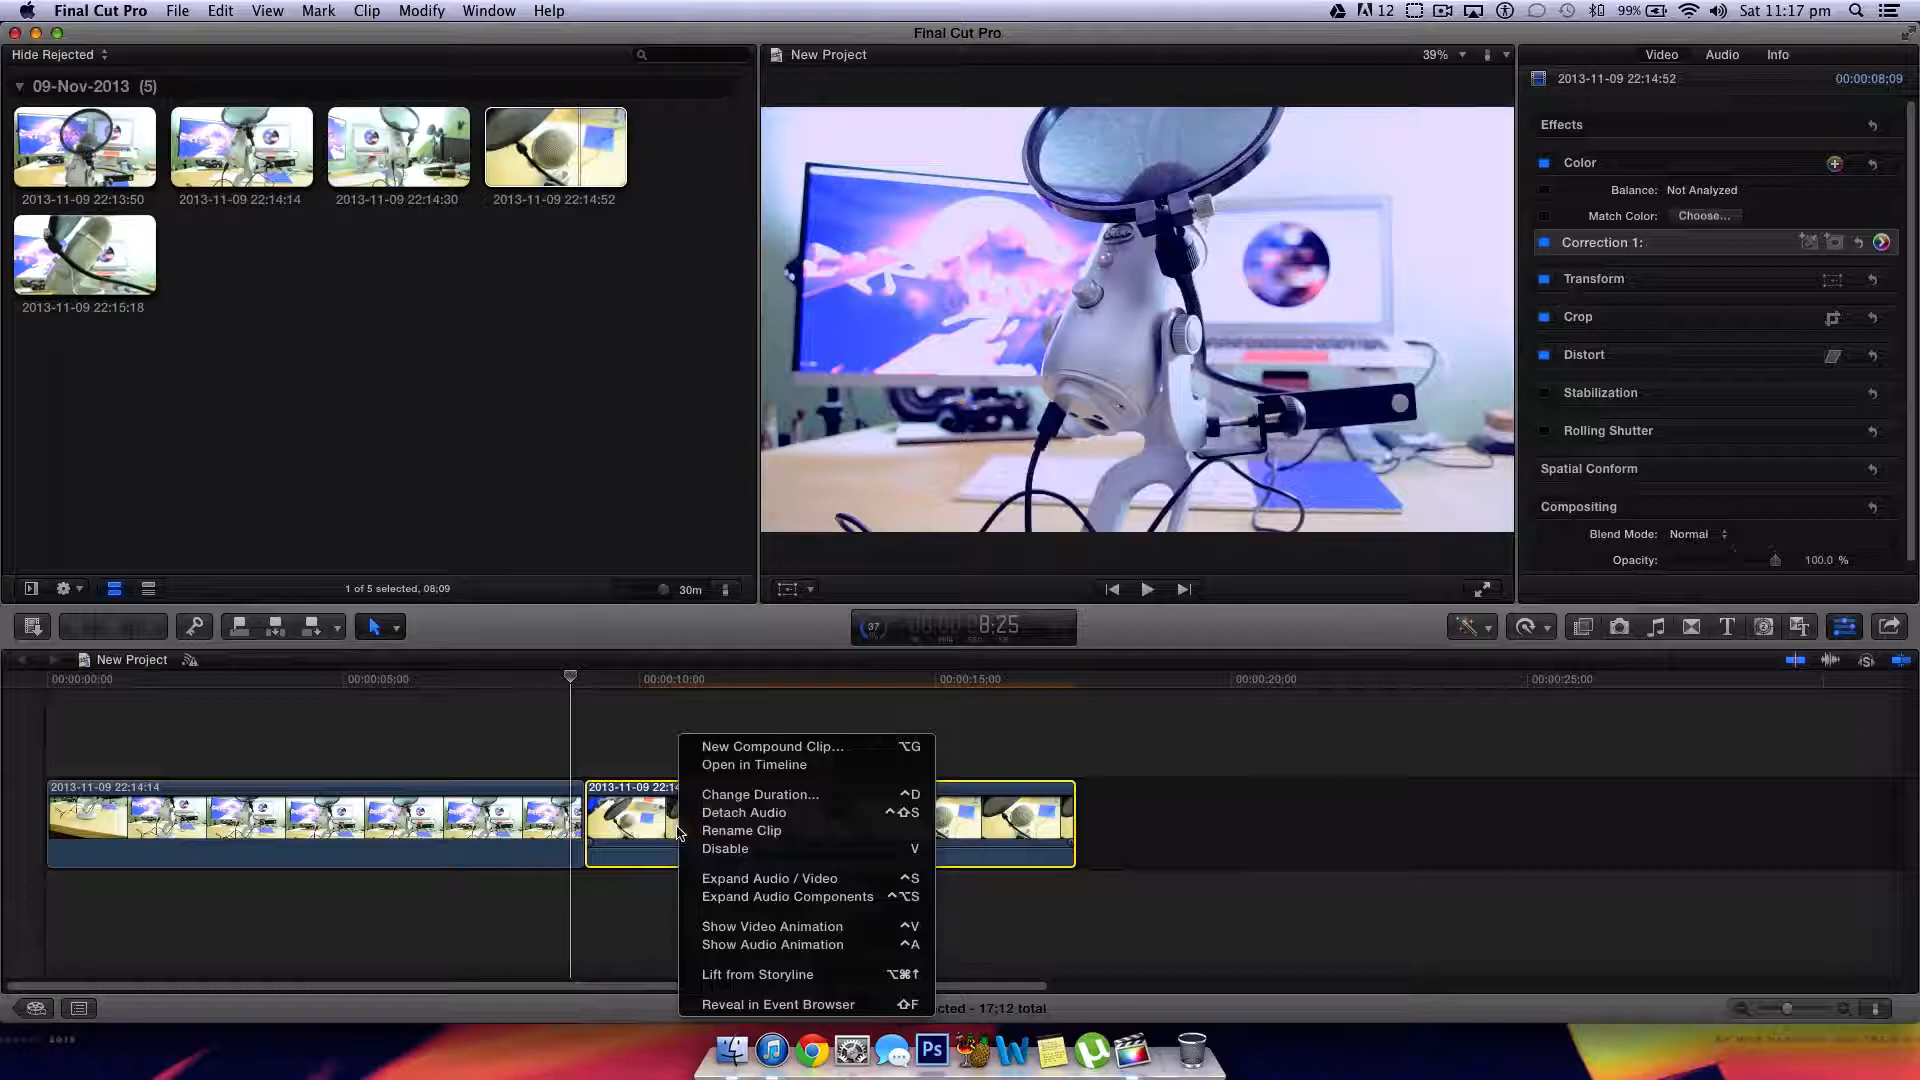 Final Cut Pro File Edit View Mark Clip Modify Window Help
12 99% Sat 11:17 pm
Final Cut Pro
Hide Rejected
New Project 39%
Video Audio Info
09-Nov-2013 (5)
2013-11-09 22:14:52 00:00:08;09
2013-11-09 22:13:50 2013-11-09 22:14:14 2013-11-09 22:14:30 2013-11-09 22:14:52
2013-11-09 22:15:18
Effects
Color
Balance: Not Analyzed
Match Color: Choose...
Correction 1:
Transform
Crop
Distort
Stabilization
Rolling Shutter
Spatial Conform
Compositing
Blend Mode: Normal
Opacity: 100.0 %
1 of 5 selected, 08;09
30m
37 8:25
New Project
00:00:00;00 00:00:05;00 00:00:10;00 00:00:15;00 00:00:20;00 00:00:25;00
2013-11-09 22:14:14
2013-11-09 22:14
New Compound Clip... ⌥G
Open in Timeline
Change Duration... ^D
Detach Audio ^⇧S
Rename Clip
Disable V
Expand Audio / Video ^S
Expand Audio Components ^⌥S
Show Video Animation ^V
Show Audio Animation ^A
Lift from Storyline ⌥⌘↑
Reveal in Event Browser ⇧F
cted - 17;12 total
Ps